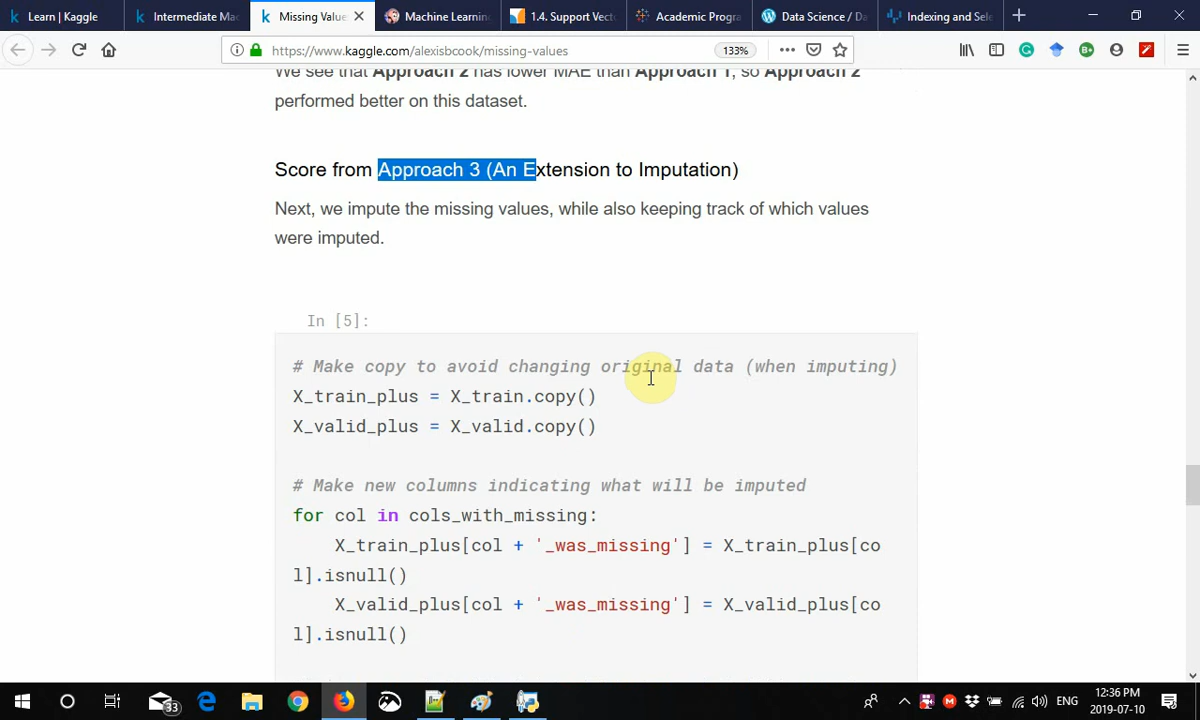 Learn | Kaggle
Intermediate Ma
Missing Value
Machine Learnin
1.4. Support Vect
Academic Progra
Data Science / Da
Indexing and Sele
https://www.kaggle.com/alexisbcook/missing-values
133%
We see that Approach 2 has lower MAE than Approach 1, so Approach 2
performed better on this dataset.
Score from Approach 3 (An Extension to Imputation)
Next, we impute the missing values, while also keeping track of which values
were imputed.
In [5]:
# Make copy to avoid changing original data (when imputing)
X_train_plus = X_train.copy()
X_valid_plus = X_valid.copy()
# Make new columns indicating what will be imputed
for col in cols_with_missing:
X_train_plus[col + '_was_missing'] = X_train_plus[co
l].isnull()
X_valid_plus[col + '_was_missing'] = X_valid_plus[co
l].isnull()
33
ENG
12:36 PM
2019-07-10